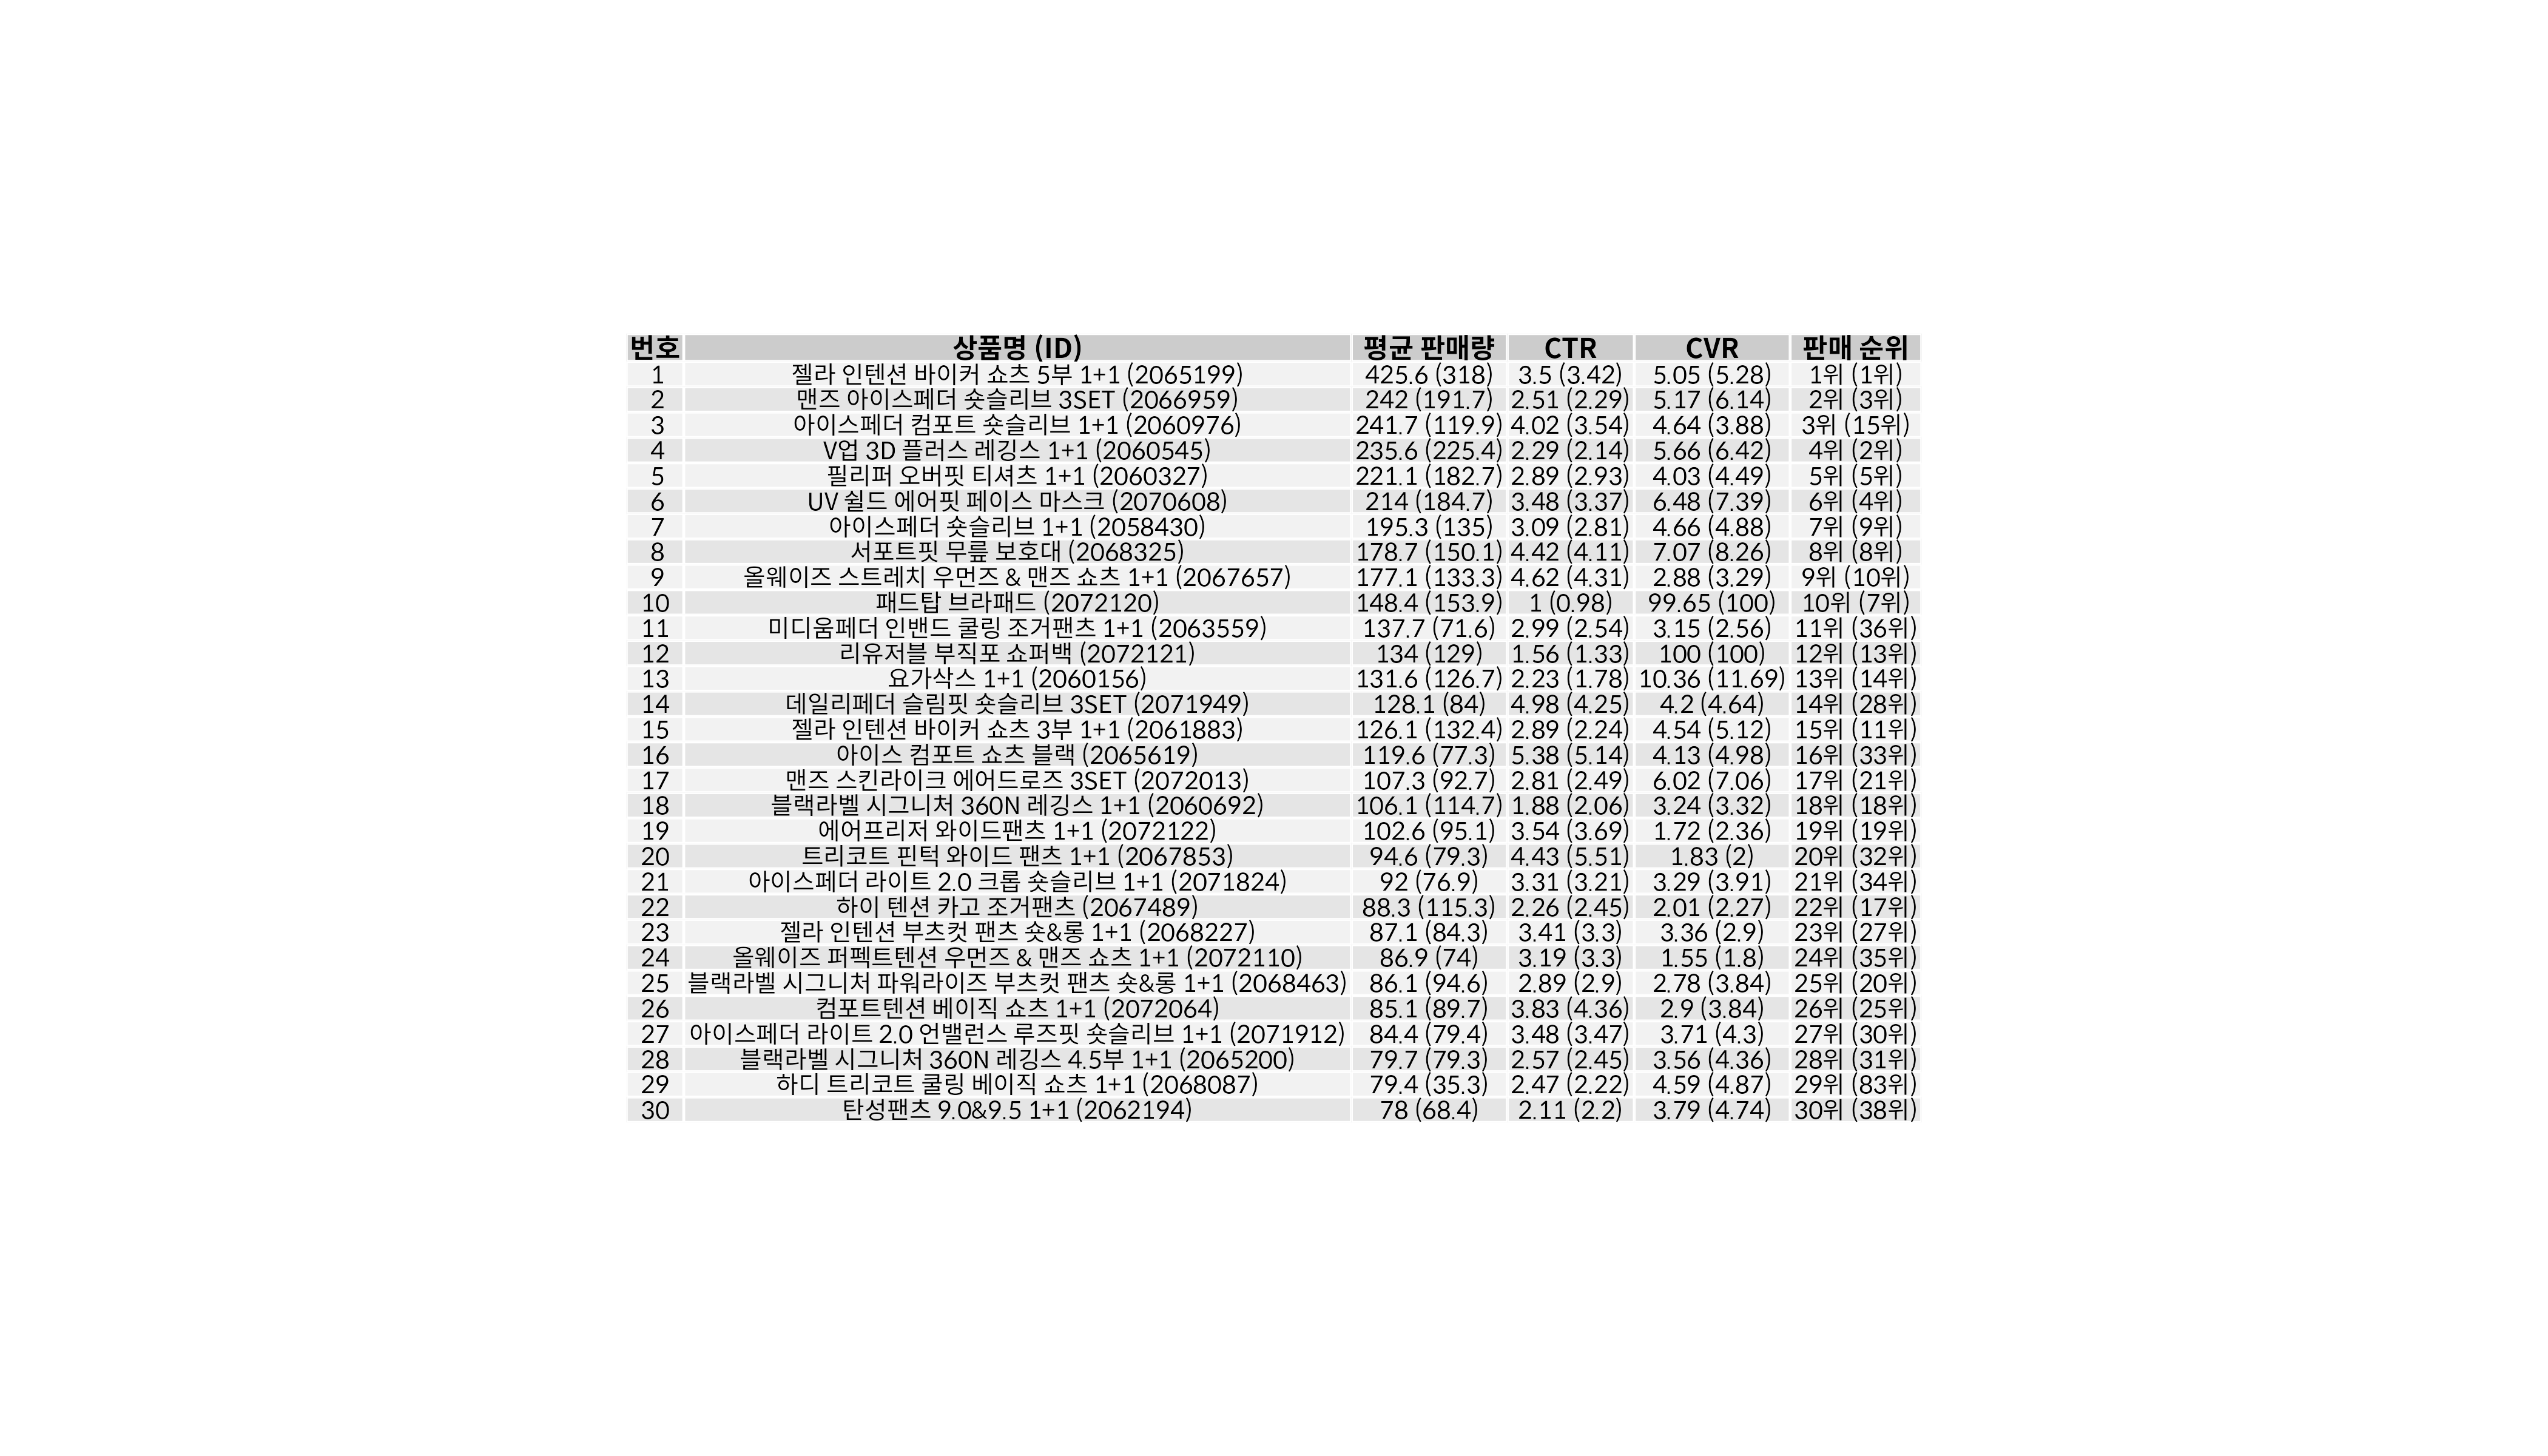 번호 상품명 (ID) 평균 판매량 CTR CVR 판매 순위
1 젤라 인텐션 바이커 쇼츠 5부 1+1 (2065199) 425.6 (318) 3.5 (3.42) 5.05 (5.28) 1위 (1위)
2 맨즈 아이스페더 숏슬리브 3SET (2066959) 242 (191.7) 2.51 (2.29) 5.17 (6.14) 2위 (3위)
3 아이스페더 컴포트 숏슬리브 1+1 (2060976) 241.7 (119.9) 4.02 (3.54) 4.64 (3.88) 3위 (15위)
4 V업 3D 플러스 레깅스 1+1 (2060545) 235.6 (225.4) 2.29 (2.14) 5.66 (6.42) 4위 (2위)
5 필리퍼 오버핏 티셔츠 1+1 (2060327) 221.1 (182.7) 2.89 (2.93) 4.03 (4.49) 5위 (5위)
6 UV 쉴드 에어핏 페이스 마스크 (2070608) 214 (184.7) 3.48 (3.37) 6.48 (7.39) 6위 (4위)
7 아이스페더 숏슬리브 1+1 (2058430) 195.3 (135) 3.09 (2.81) 4.66 (4.88) 7위 (9위)
8 서포트핏 무릎 보호대 (2068325) 178.7 (150.1) 4.42 (4.11) 7.07 (8.26) 8위 (8위)
9 올웨이즈 스트레치 우먼즈 & 맨즈 쇼츠 1+1 (2067657) 177.1 (133.3) 4.62 (4.31) 2.88 (3.29) 9위 (10위)
10 패드탑 브라패드 (2072120) 148.4 (153.9) 1 (0.98) 99.65 (100) 10위 (7위)
11 미디움페더 인밴드 쿨링 조거팬츠 1+1 (2063559) 137.7 (71.6) 2.99 (2.54) 3.15 (2.56) 11위 (36위)
12 리유저블 부직포 쇼퍼백 (2072121) 134 (129) 1.56 (1.33) 100 (100) 12위 (13위)
13 요가삭스 1+1 (2060156) 131.6 (126.7) 2.23 (1.78) 10.36 (11.69) 13위 (14위)
14 데일리페더 슬림핏 숏슬리브 3SET (2071949) 128.1 (84) 4.98 (4.25) 4.2 (4.64) 14위 (28위)
15 젤라 인텐션 바이커 쇼츠 3부 1+1 (2061883) 126.1 (132.4) 2.89 (2.24) 4.54 (5.12) 15위 (11위)
16 아이스 컴포트 쇼츠 블랙 (2065619) 119.6 (77.3) 5.38 (5.14) 4.13 (4.98) 16위 (33위)
17 맨즈 스킨라이크 에어드로즈 3SET (2072013) 107.3 (92.7) 2.81 (2.49) 6.02 (7.06) 17위 (21위)
18 블랙라벨 시그니처 360N 레깅스 1+1 (2060692) 106.1 (114.7) 1.88 (2.06) 3.24 (3.32) 18위 (18위)
19 에어프리저 와이드팬츠 1+1 (2072122) 102.6 (95.1) 3.54 (3.69) 1.72 (2.36) 19위 (19위)
20 트리코트 핀턱 와이드 팬츠 1+1 (2067853) 94.6 (79.3) 4.43 (5.51) 1.83 (2) 20위 (32위)
21 아이스페더 라이트 2.0 크롭 숏슬리브 1+1 (2071824) 92 (76.9) 3.31 (3.21) 3.29 (3.91) 21위 (34위)
22 하이 텐션 카고 조거팬츠 (2067489) 88.3 (115.3) 2.26 (2.45) 2.01 (2.27) 22위 (17위)
23 젤라 인텐션 부츠컷 팬츠 숏&롱 1+1 (2068227) 87.1 (84.3) 3.41 (3.3) 3.36 (2.9) 23위 (27위)
24 올웨이즈 퍼펙트텐션 우먼즈 & 맨즈 쇼츠 1+1 (2072110) 86.9 (74) 3.19 (3.3) 1.55 (1.8) 24위 (35위)
25 블랙라벨 시그니처 파워라이즈 부츠컷 팬츠 숏&롱 1+1 (2068463) 86.1 (94.6) 2.89 (2.9) 2.78 (3.84) 25위 (20위)
26 컴포트텐션 베이직 쇼츠 1+1 (2072064) 85.1 (89.7) 3.83 (4.36) 2.9 (3.84) 26위 (25위)
27 아이스페더 라이트 2.0 언밸런스 루즈핏 숏슬리브 1+1 (2071912) 84.4 (79.4) 3.48 (3.47) 3.71 (4.3) 27위 (30위)
28 블랙라벨 시그니처 360N 레깅스 4.5부 1+1 (2065200) 79.7 (79.3) 2.57 (2.45) 3.56 (4.36) 28위 (31위)
29 하디 트리코트 쿨링 베이직 쇼츠 1+1 (2068087) 79.4 (35.3) 2.47 (2.22) 4.59 (4.87) 29위 (83위)
30 탄성팬츠 9.0&9.5 1+1 (2062194) 78 (68.4) 2.11 (2.2) 3.79 (4.74) 30위 (38위)